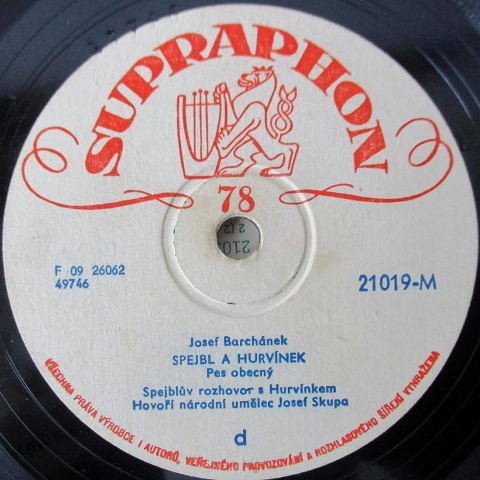 SUPRAPHON
78
F 09 26062
49746
21019-M
Josef Barchánek
SPEJBL A HURVÍNEK
Pes obecný
Spejblův rozhovor s Hurvínkem
Hovoří národní umělec Josef Skupa
d
VŠECHNA PRÁVA VÝROBCE I AUTORŮ, VEŘEJNÉHO PROVOZOVÁNÍ A ROZHLASOVÉHO ŠÍŘENÍ VYHRAŽENA